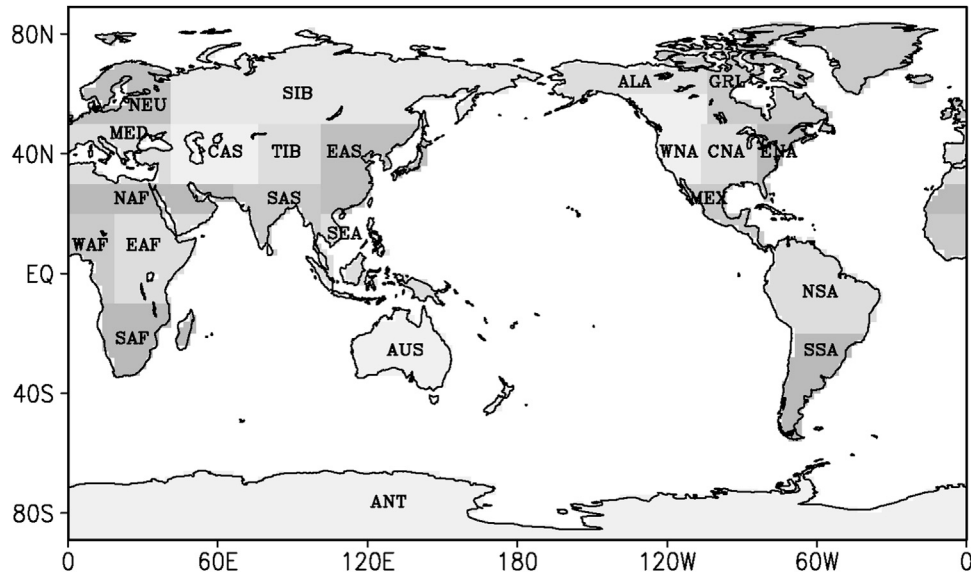 80N
ALA GRL
SIB
NEU
MED
40N
CAS TIB EAS
WNA CNA ENA
NAF SAS
MEX
WAF EAF SEA
EQ
NSA
SAF AUS SSA
40S
ANT
80S
0 60E 120E 180 120W 60W 0